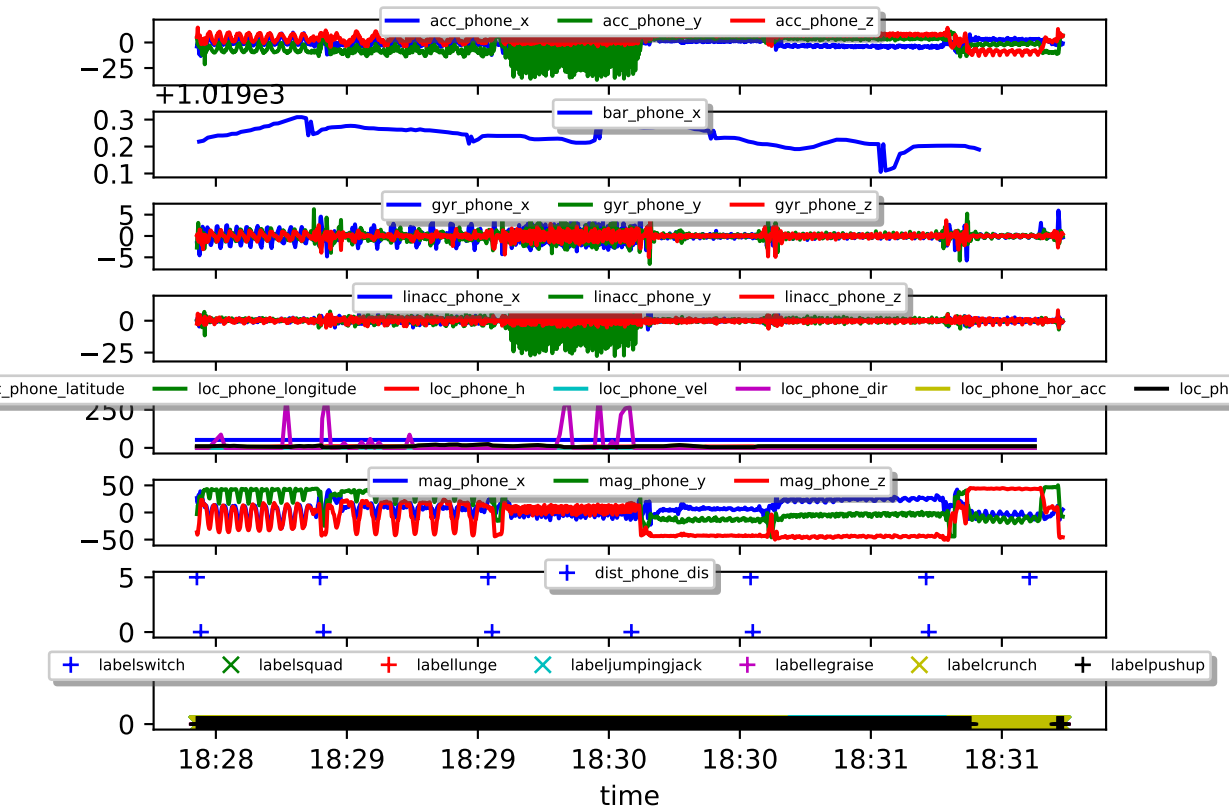 acc_phone_x acc_phone_y acc_phone_z
0
−25
+1.019e3
bar_phone_x
0.3
0.2
0.1
gyr_phone_x gyr_phone_y gyr_phone_z
5
0
−5
linacc_phone_x linacc_phone_y linacc_phone_z
0
−25
c_phone_latitude loc_phone_longitude loc_phone_h loc_phone_vel loc_phone_dir loc_phone_hor_acc loc_ph
250
0
mag_phone_x mag_phone_y mag_phone_z
50
0
−50
dist_phone_dis
5
0
labelswitch labelsquad labellunge labeljumpingjack labellegraise labelcrunch labelpushup
0
18:28 18:29 18:29 18:30 18:30 18:31 18:31
time